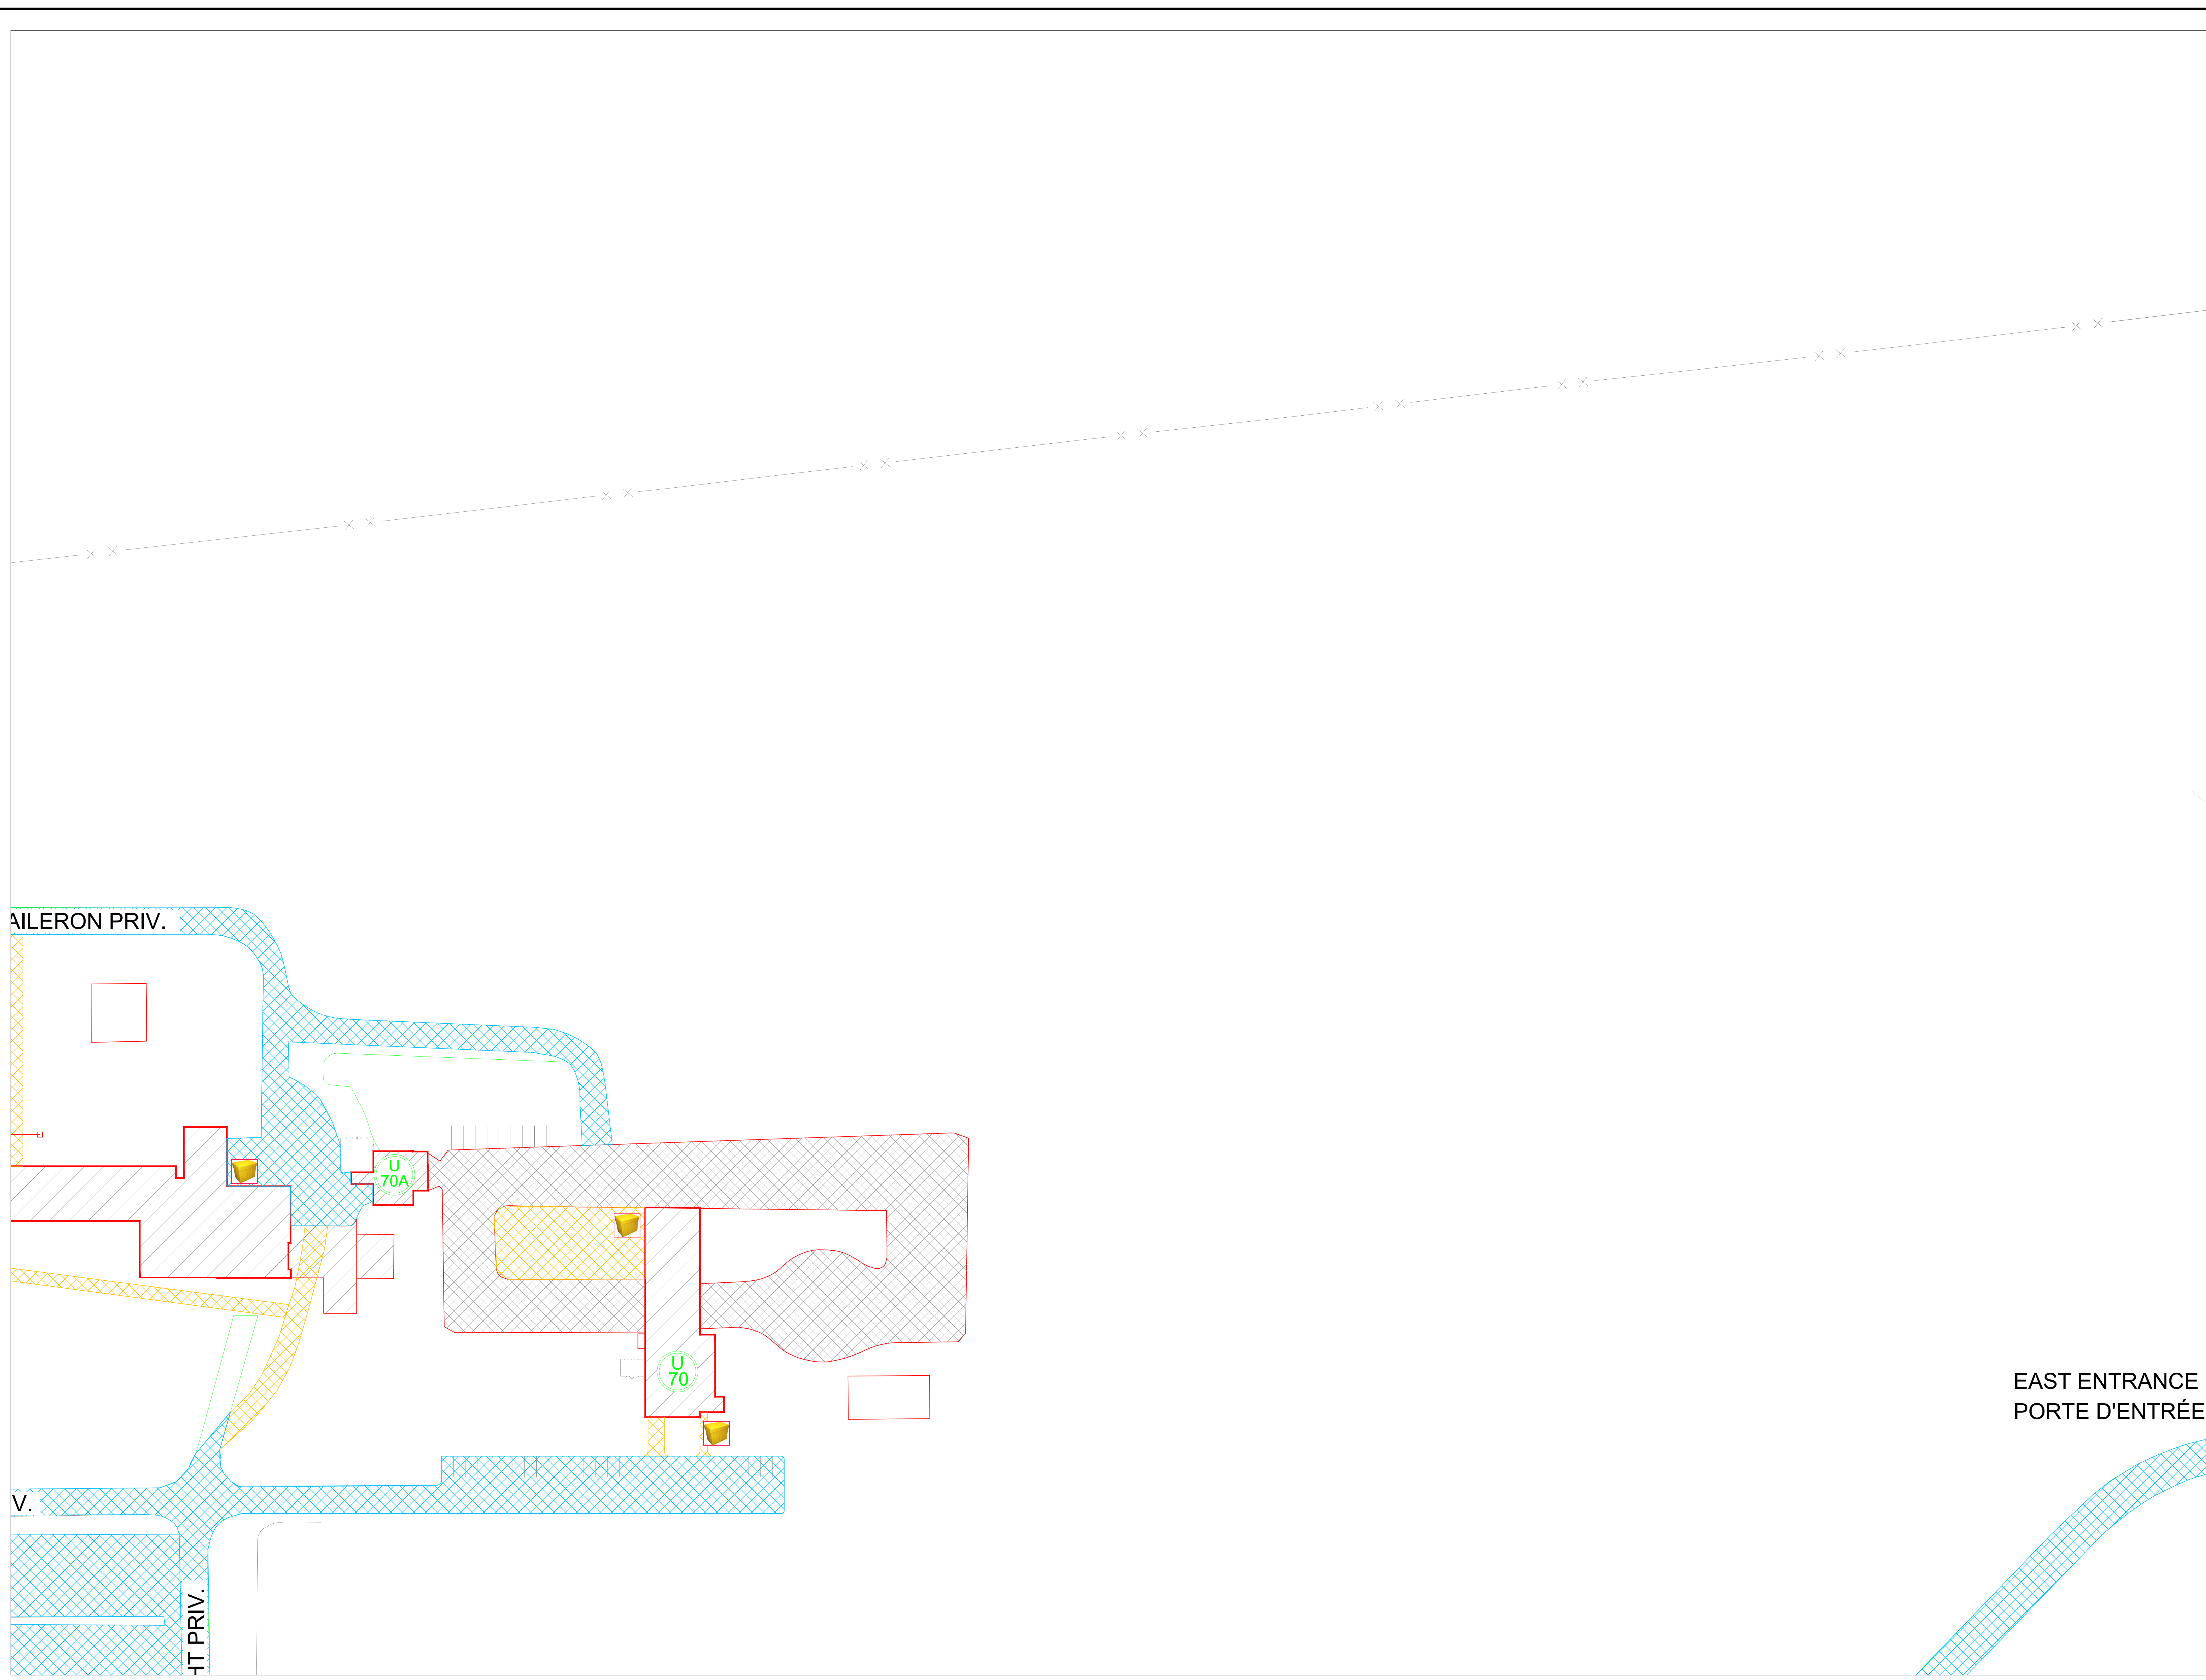 AILERON PRIV.
U
70A
U
70
EAST ENTRANCE
PORTE D'ENTRÉE
V.
HT PRIV.